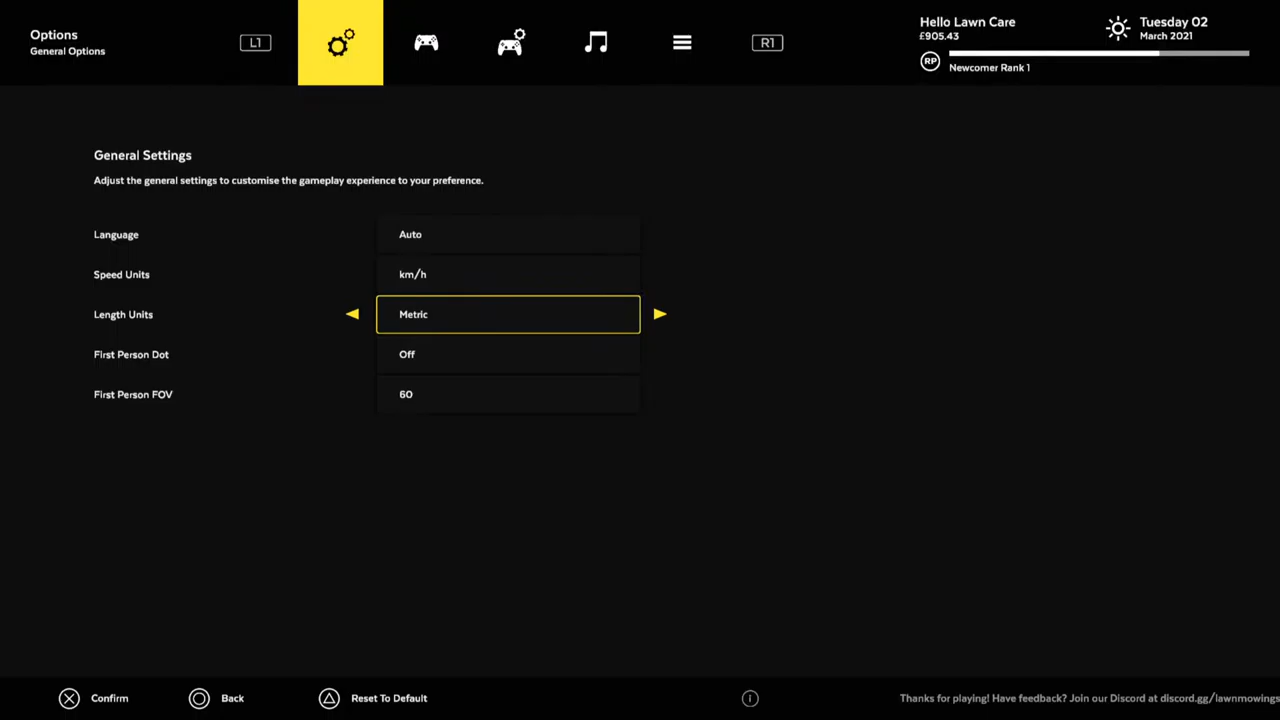 Options
General Options
L1
R1
Hello Lawn Care
£905.43
Tuesday 02
March 2021
RP
Newcomer Rank 1
General Settings
Adjust the general settings to customise the gameplay experience to your preference.
Language
Auto
Speed Units
km/h
Length Units
Metric
First Person Dot
Off
First Person FOV
60
Confirm
Back
Reset To Default
Thanks for playing! Have feedback? Join our Discord at discord.gg/lawnmowings